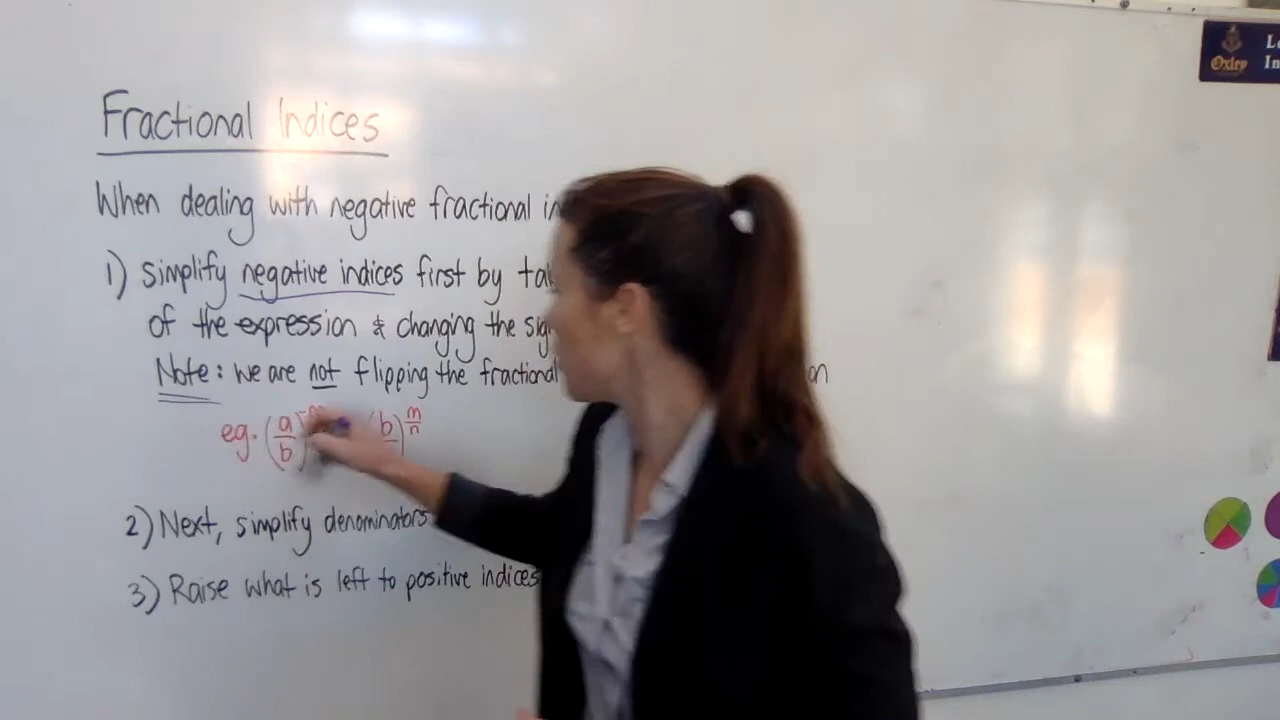 Fractional Indices
When dealing with negative fractional
1) Simplify negative indices first by
of the expression & changing the
Note: we are not flipping the fractional
eg. (a/b) (b )^m/n
2) Next, simplify denominators
3) Raise what is left to positive indices
Oxley